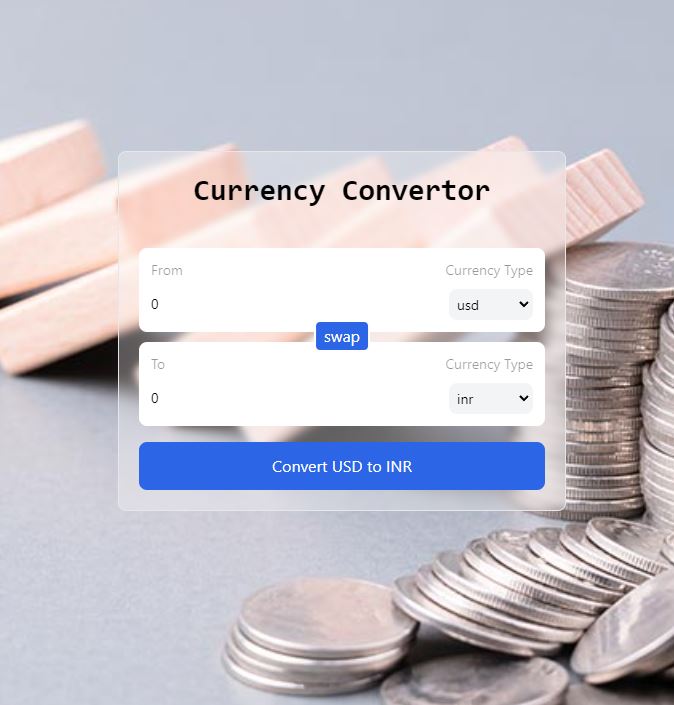 Currency Convertor
From Currency Type
0 usd
swap
To Currency Type
0 inr
Convert USD to INR